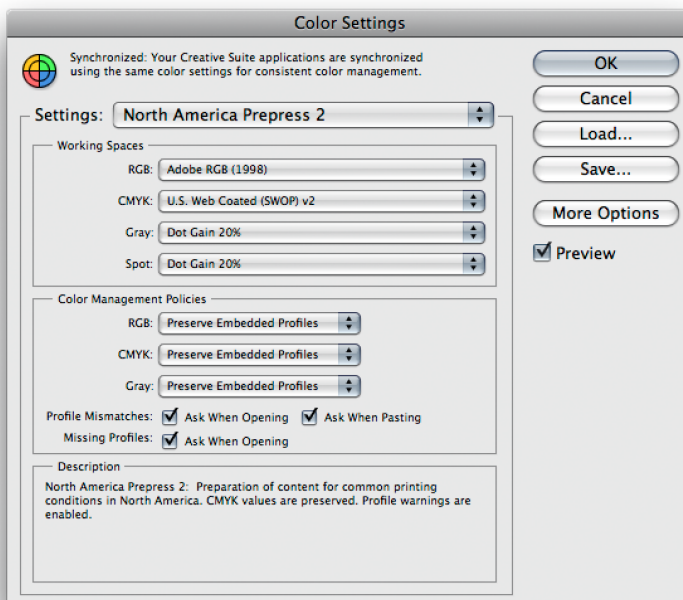 Color Settings
Synchronized: Your Creative Suite applications are synchronized
using the same color settings for consistent color management.
OK
Cancel
Load...
Save...
More Options
Preview
Settings: North America Prepress 2
Working Spaces
RGB: Adobe RGB (1998)
CMYK: U.S. Web Coated (SWOP) v2
Gray: Dot Gain 20%
Spot: Dot Gain 20%
Color Management Policies
RGB: Preserve Embedded Profiles
CMYK: Preserve Embedded Profiles
Gray: Preserve Embedded Profiles
Profile Mismatches: Ask When Opening Ask When Pasting
Missing Profiles: Ask When Opening
Description
North America Prepress 2: Preparation of content for common printing
conditions in North America. CMYK values are preserved. Profile warnings are
enabled.